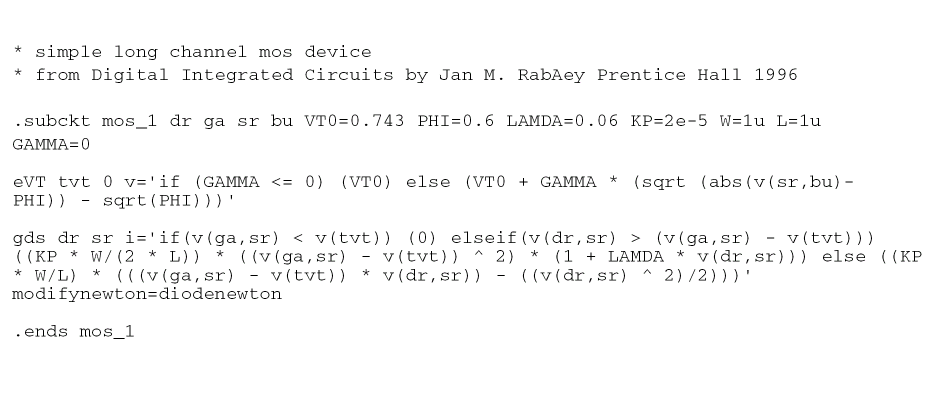 * simple long channel mos device
* from Digital Integrated Circuits by Jan M. RabAey Prentice Hall 1996
.subckt mos_1 dr ga sr bu VT0=0.743 PHI=0.6 LAMDA=0.06 KP=2e-5 W=1u L=1u
GAMMA=0
eVT tvt 0 v='if (GAMMA <= 0) (VT0) else (VT0 + GAMMA * (sqrt (abs(v(sr,bu)-
PHI)) - sqrt(PHI)))'
gds dr sr i='if(v(ga,sr) < v(tvt)) (0) elseif(v(dr,sr) > (v(ga,sr) - v(tvt)))
((KP * W/(2 * L)) * ((v(ga,sr) - v(tvt)) ^ 2) * (1 + LAMDA * v(dr,sr))) else ((KP
* W/L) * (((v(ga,sr) - v(tvt)) * v(dr,sr)) - ((v(dr,sr) ^ 2)/2)))'
modifynewton=diodenewton
.ends mos_1